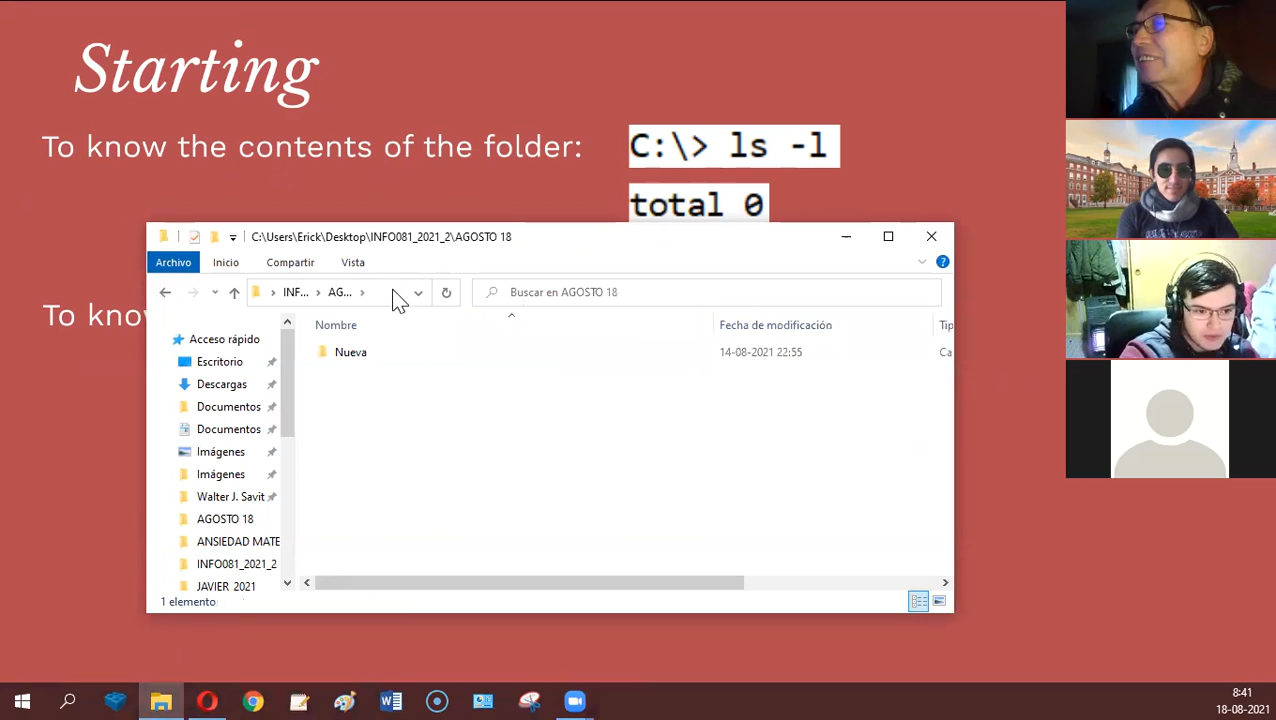 Starting
To know the contents of the folder:
C:\> ls -l
total 0
To kno
C:\Users\Erick\Desktop\INFO081_2021_2\AGOSTO 18
Archivo
Inicio
Compartir
Vista
INF...
AG...
Buscar en AGOSTO 18
Nombre
Fecha de modificación
Tip
Nueva
14-08-2021 22:55
Ca
Acceso rápido
Escritorio
Descargas
Documentos
Documentos
Imágenes
Imágenes
Walter J. Savit
AGOSTO 18
ANSIEDAD MATE
INFO081_2021_2
JAVIER 2021
1 elemento
8:41
18-08-2021